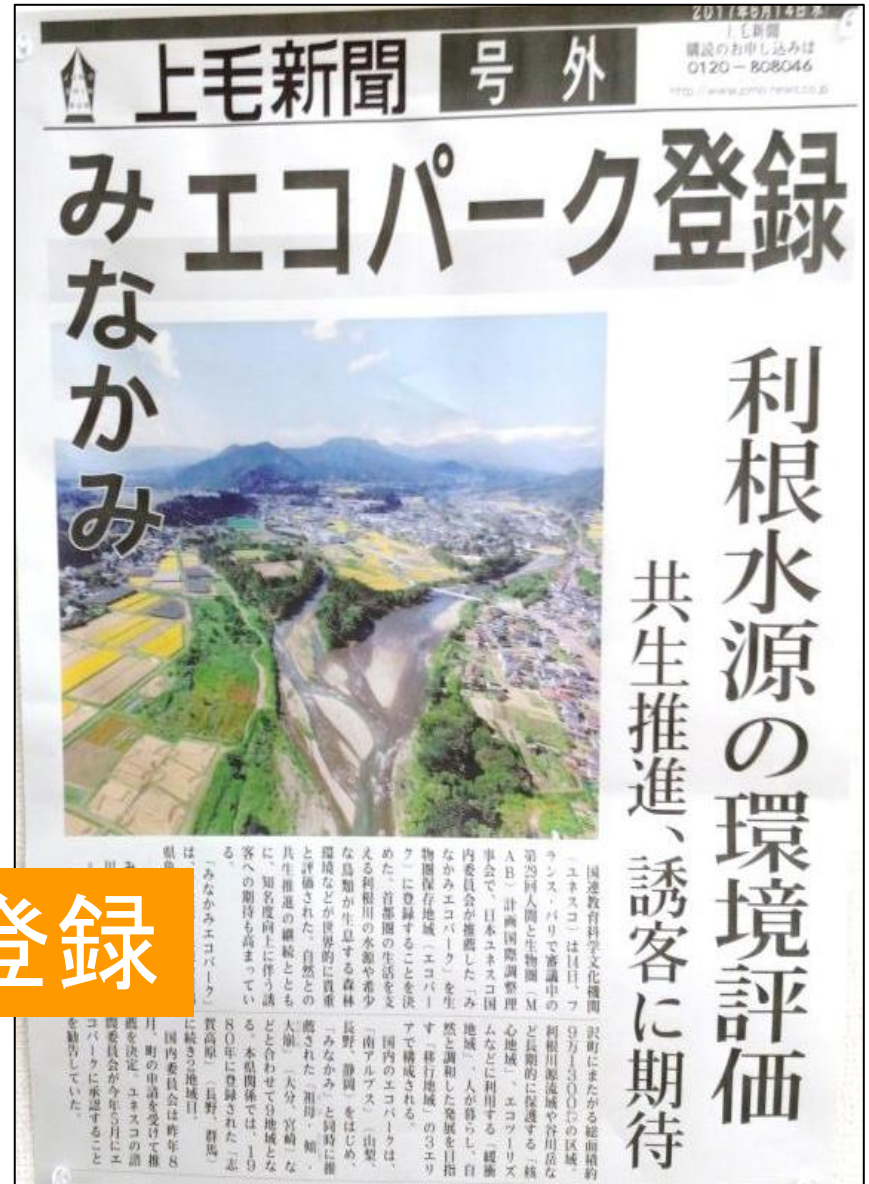 2017年6月14日水
上毛新聞
購読のお申し込みは
0120－808046
http://www.jomo-news.co.jp
上毛新聞 号外
みなかみ
エコパーク登録
利根水源の環境評価
共生推進、誘客に期待
国連教育科学文化機関
（ユネスコ）は14日、フ
ランス・パリで審議中の
第29回人間と生物圏（M
AB）計画国際調整理
事会で、日本ユネスコ国
内委員会が推薦した「み
なかみエコパーク」を生
物圏保存地域（エコパー
ク）に登録することを決
めた。首都圏の生活を支
える利根川の水源や希少
な鳥類が生息する森林
環境などが世界的に貴重
と評価された。自然との
共生推進の継続ととも
に、知名度向上に伴う誘
客への期待も高まってい
る。
「みなかみエコパーク」
は、
県
み
川
沢町にまたがる総面積約
9万1300㌶の区域。
利根川源流域や谷川岳な
ど長期的に保護する「核
心地域」、エコツーリズ
ムなどに利用する「緩衝
地域」、人が暮らし、自
然と調和した発展を目指
す「移行地域」の3エリ
アで構成される。
国内のエコパークは、
「南アルプス」（山梨、
長野、静岡）をはじめ、
「みなかみ」と同時に推
薦された「祖母・傾・
大崩」（大分、宮崎）な
どと合わせて9地域とな
る。本県関係では、19
80年に登録された「志
賀高原」（長野、群馬）
に続き2地域目。
国内委員会は昨年8
月、町の申請を受けて推
薦を決定。ユネスコの諮
問委員会が今年5月にエ
コパークに承認すること
を勧告していた。
登録